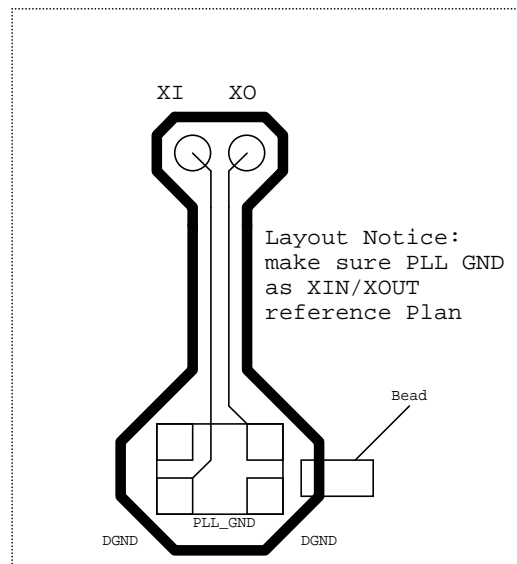 XI XO
Layout Notice:
make sure PLL GND
as XIN/XOUT
reference Plan
Bead
PLL_GND
DGND DGND